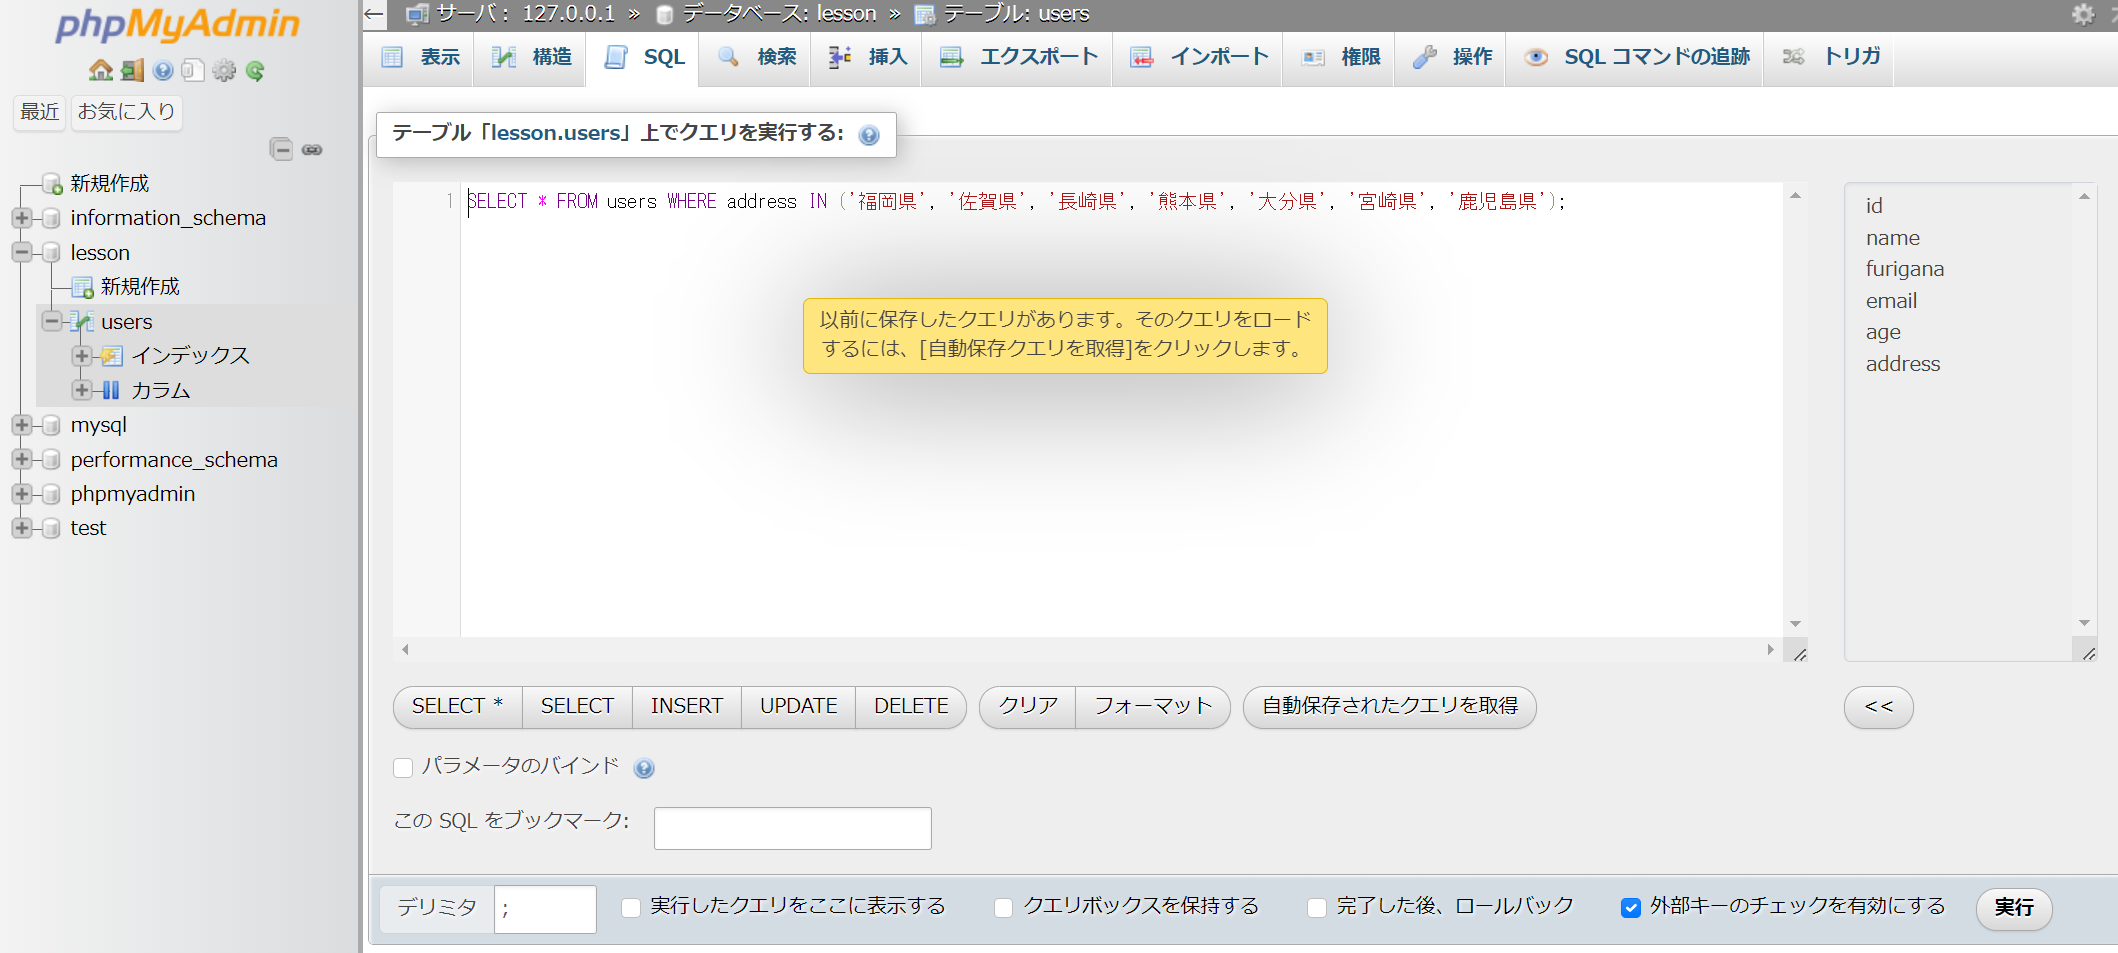 phpMyAdmin
最近 お気に入り
新規作成
information_schema
lesson
新規作成
users
インデックス
カラム
mysql
performance_schema
phpmyadmin
test
← サーバ: 127.0.0.1 » データベース: lesson » テーブル: users
表示 構造 SQL 検索 挿入 エクスポート インポート 権限 操作 SQL コマンドの追跡 トリガ
テーブル「lesson.users」上でクエリを実行する:
1 SELECT * FROM users WHERE address IN ('福岡県', '佐賀県', '長崎県', '熊本県', '大分県', '宮崎県', '鹿児島県');
以前に保存したクエリがあります。そのクエリをロード
するには、[自動保存クエリを取得]をクリックします。
id
name
furigana
email
age
address
SELECT * SELECT INSERT UPDATE DELETE クリア フォーマット 自動保存されたクエリを取得 <<
パラメータのバインド
この SQL をブックマーク:
デリミタ ; 実行したクエリをここに表示する クエリボックスを保持する 完了した後、ロールバック 外部キーのチェックを有効にする 実行